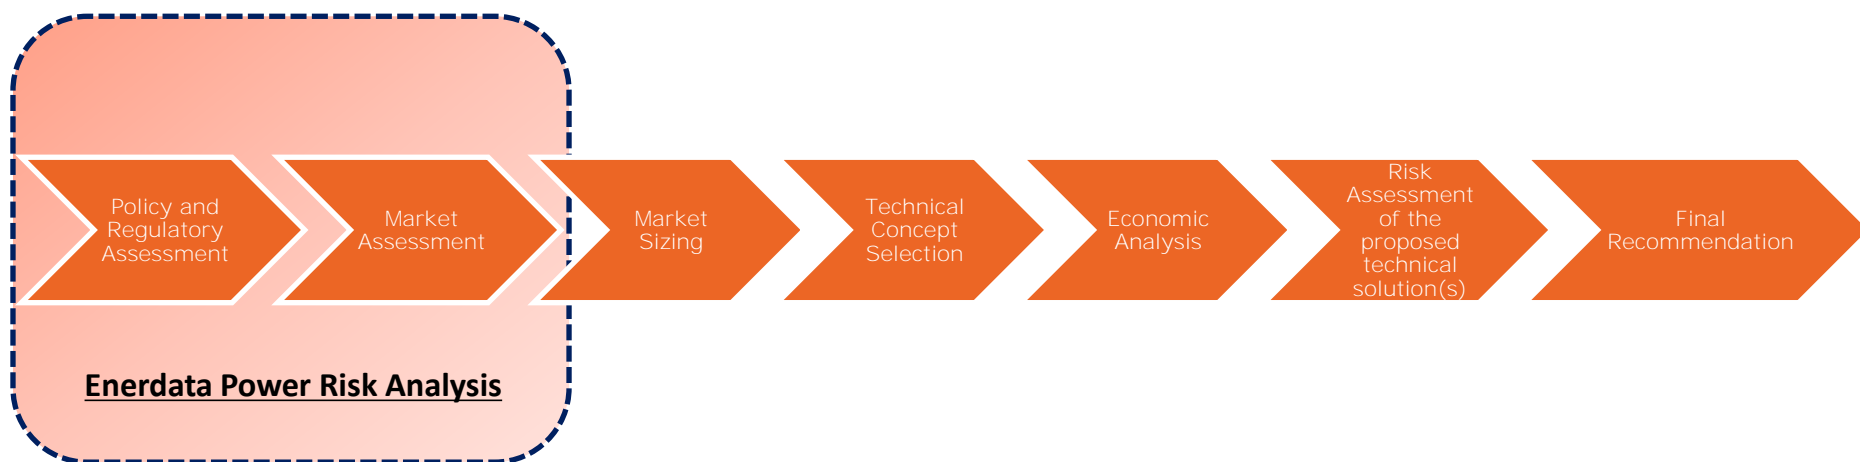 Policy and
Regulatory
Assessment
Market
Assessment
Market
Sizing
Technical
Concept
Selection
Economic
Analysis
Risk
Assessment
of the
proposed
technical
solution(s)
Final
Recommendation
Enerdata Power Risk Analysis